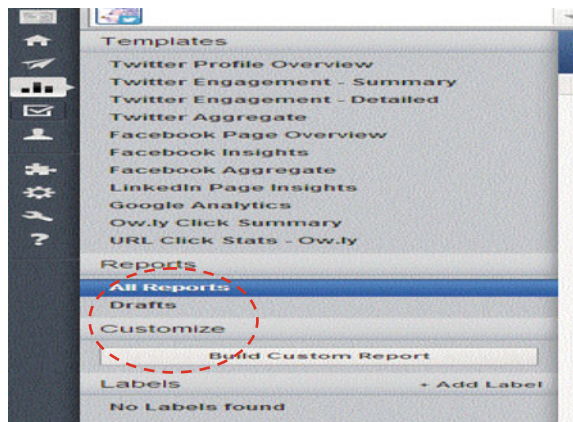 Templates
Twitter Profile Overview
Twitter Engagement - Summary
Twitter Engagement - Detailed
Twitter Aggregate
Facebook Page Overview
Facebook Insights
Facebook Aggregate
LinkedIn Page Insights
Google Analytics
Ow.ly Click Summary
URL Click Stats - Ow.ly
Reports
All Reports
Drafts
Customize
Build Custom Report
Labels + Add Label
No Labels found
?